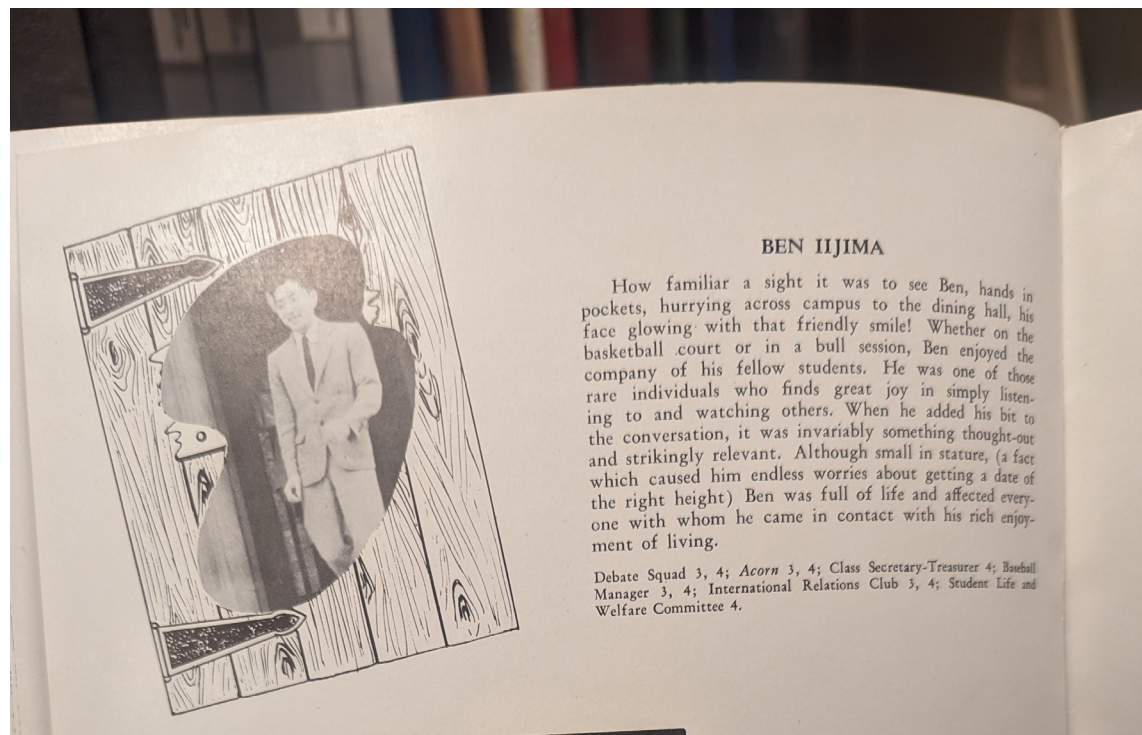 BEN IIJIMA
How familiar a sight it was to see Ben, hands in
pockets, hurrying across campus to the dining hall, his
face glowing with that friendly smile! Whether on the
basketball court or in a bull session, Ben enjoyed the
company of his fellow students. He was one of those
rare individuals who finds great joy in simply listen-
ing to and watching others. When he added his bit to
the conversation, it was invariably something thought-out
and strikingly relevant. Although small in stature, (a fact
which caused him endless worries about getting a date of
the right height) Ben was full of life and affected every-
one with whom he came in contact with his rich enjoy-
ment of living.
Debate Squad 3, 4; Acorn 3, 4; Class Secretary-Treasurer 4; Baseball
Manager 3, 4; International Relations Club 3, 4; Student Life and
Welfare Committee 4.